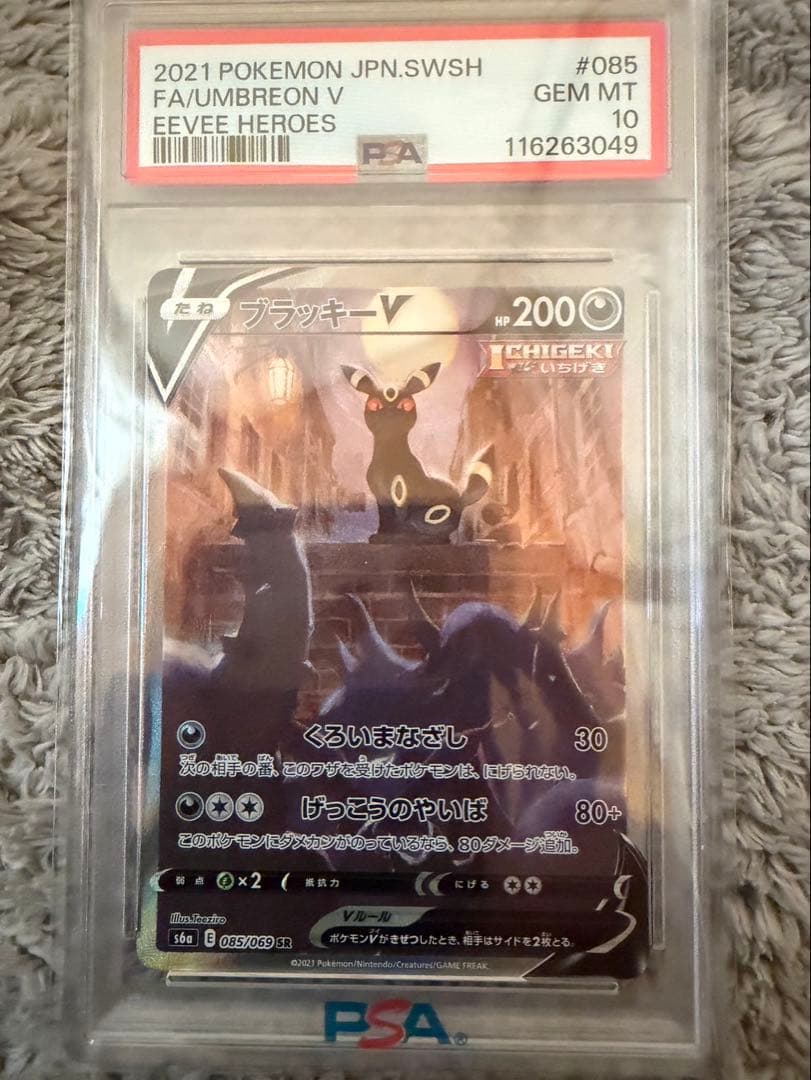 2021 POKEMON JPN.SWSH #085
FA/UMBREON V GEM MT
EEVEE HEROES 10
PSA 116263049
たね ブラッキーV HP 200
ICHIGEKI
いちげき
くろいまなざし 30
次の相手の番、このワザを受けたポケモンは、にげられない。
げっこうのやいば 80+
このポケモンにダメカンがのっているなら、80ダメージ追加。
弱点 ×2 抵抗力 にげる
Illus.Teeziro
Vルール
s6a E 085/069 SR ポケモンVがきぜつしたとき、相手はサイドを2枚とる。
©2021 Pokémon/Nintendo/Creatures/GAME FREAK.
PSA®